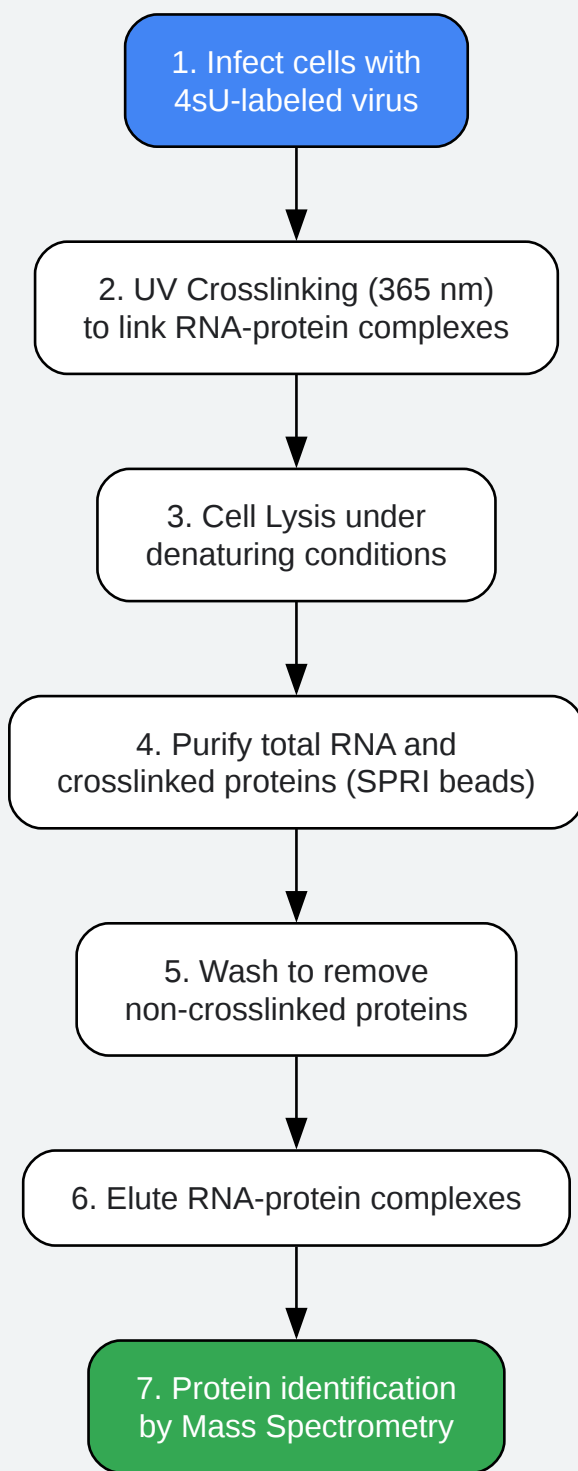 1. Infect cells with
4sU-labeled virus
2. UV Crosslinking (365 nm)
to link RNA-protein complexes
3. Cell Lysis under
denaturing conditions
4. Purify total RNA and
crosslinked proteins (SPRI beads)
5. Wash to remove
non-crosslinked proteins
6. Elute RNA-protein complexes
7. Protein identification
by Mass Spectrometry